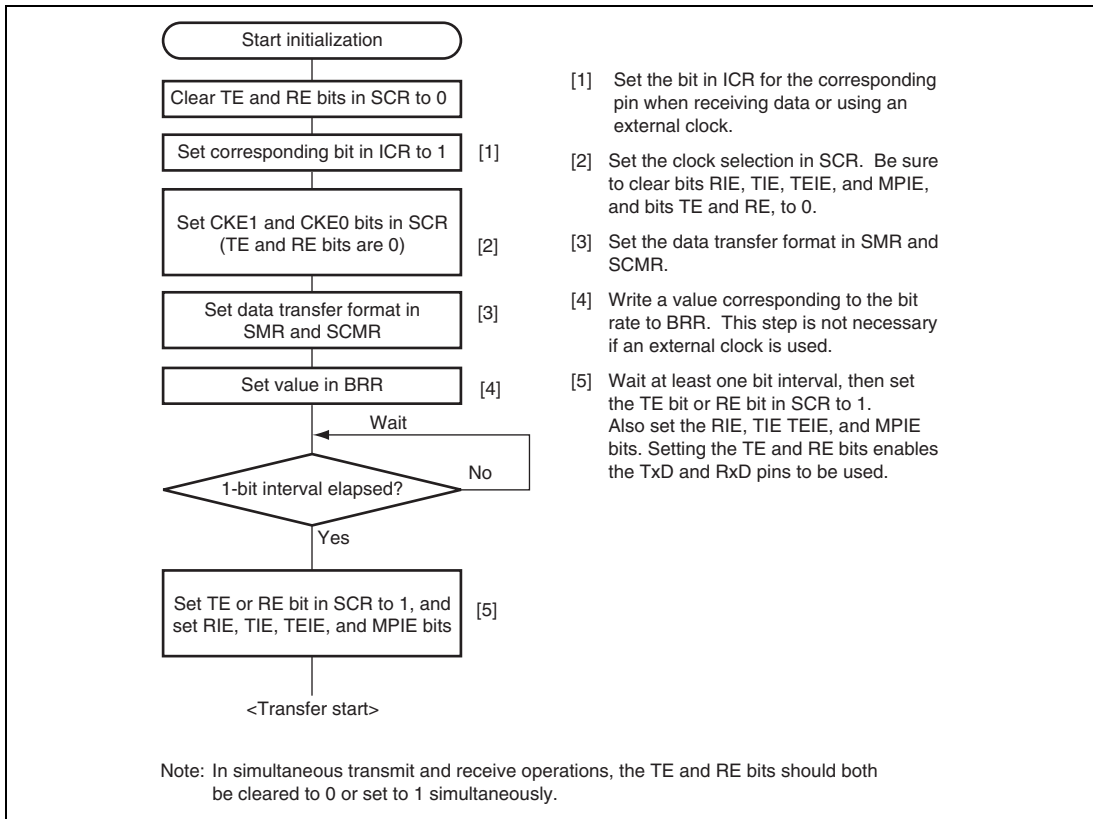 Start initialization
Clear TE and RE bits in SCR to 0
Set corresponding bit in ICR to 1
[1]
Set CKE1 and CKE0 bits in SCR
(TE and RE bits are 0)
[2]
Set data transfer format in
SMR and SCMR
[3]
Set value in BRR
[4]
Wait
No
1-bit interval elapsed?
Yes
Set TE or RE bit in SCR to 1, and
set RIE, TIE, TEIE, and MPIE bits
[5]
<Transfer start>
[1] Set the bit in ICR for the corresponding
pin when receiving data or using an
external clock.
[2] Set the clock selection in SCR. Be sure
to clear bits RIE, TIE, TEIE, and MPIE,
and bits TE and RE, to 0.
[3] Set the data transfer format in SMR and
SCMR.
[4] Write a value corresponding to the bit
rate to BRR. This step is not necessary
if an external clock is used.
[5] Wait at least one bit interval, then set
the TE bit or RE bit in SCR to 1.
Also set the RIE, TIE TEIE, and MPIE
bits. Setting the TE and RE bits enables
the TxD and RxD pins to be used.
Note: In simultaneous transmit and receive operations, the TE and RE bits should both
be cleared to 0 or set to 1 simultaneously.